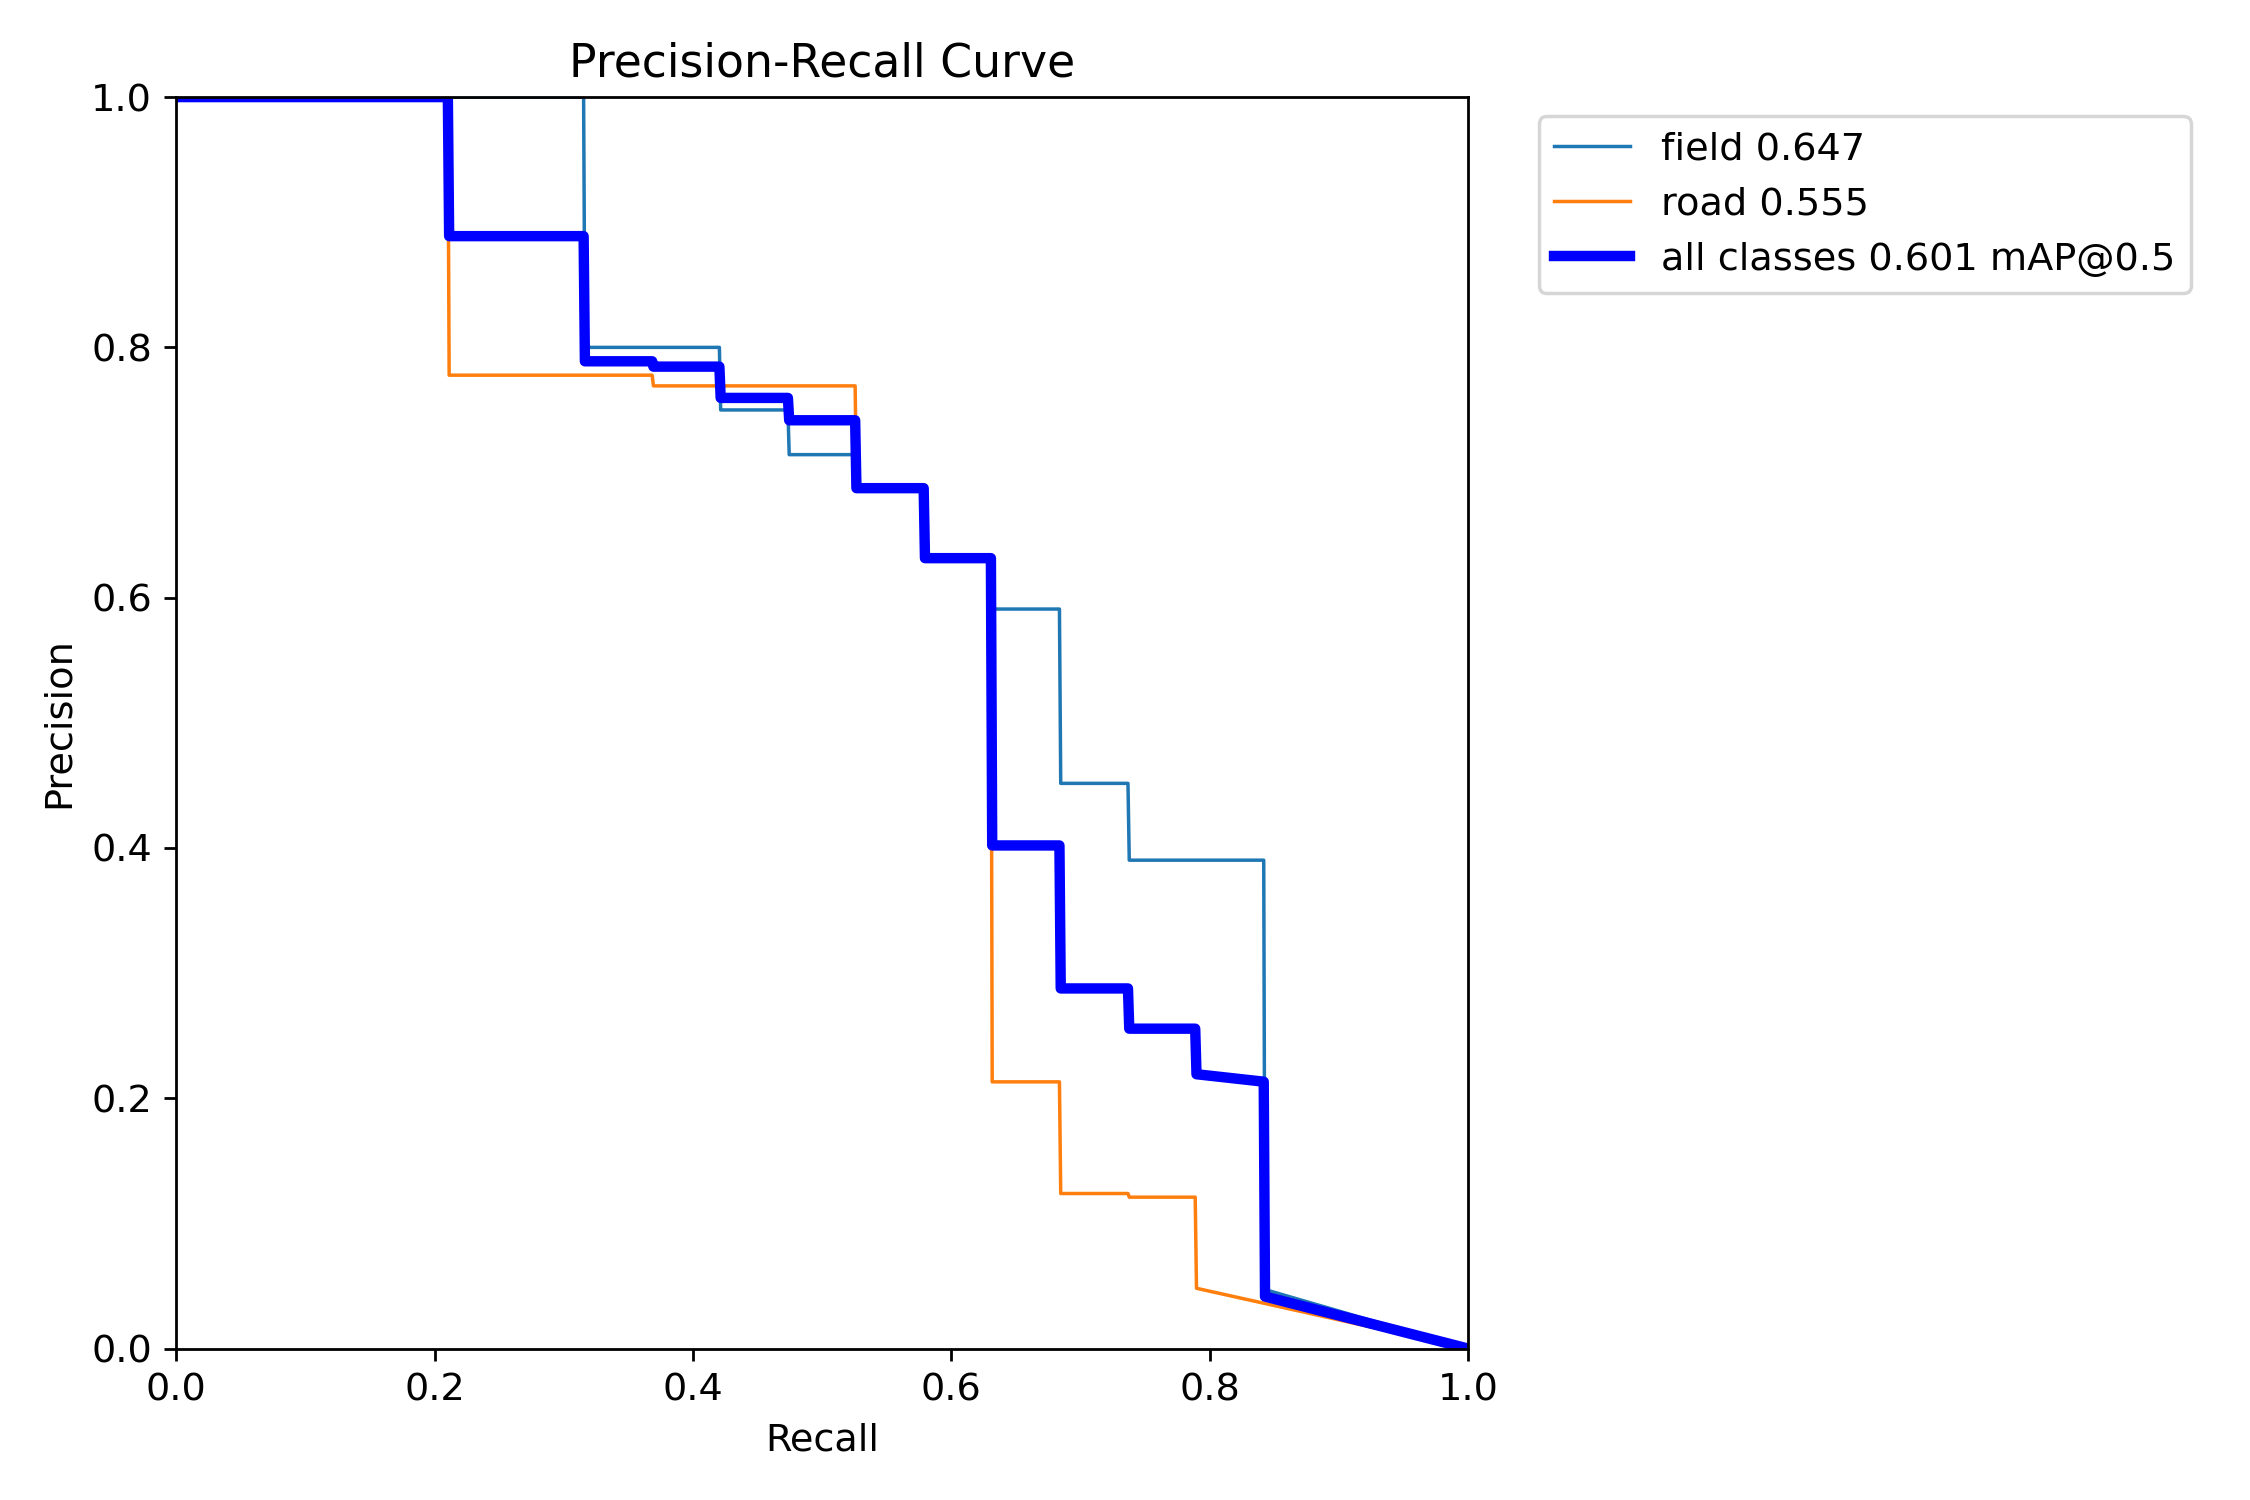 Precision-Recall Curve
1.0
0.8
0.6
0.4
0.2
0.0
Precision
0.0 0.2 0.4 0.6 0.8 1.0
Recall
field 0.647
road 0.555
all classes 0.601 mAP@0.5